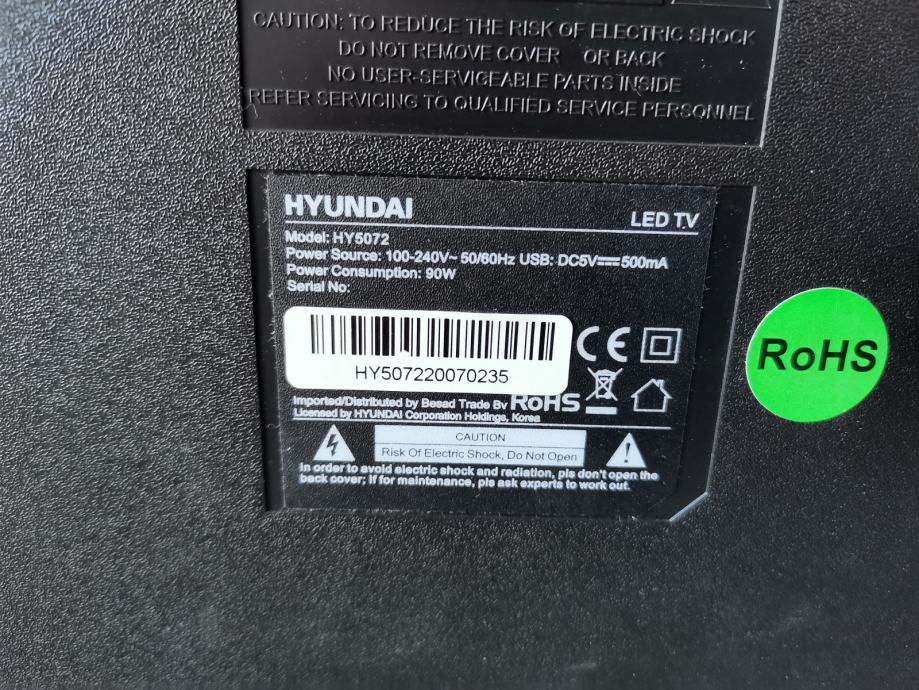 CAUTION: TO REDUCE THE RISK OF ELECTRIC SHOCK
DO NOT REMOVE COVER OR BACK
NO USER-SERVICEABLE PARTS INSIDE
REFER SERVICING TO QUALIFIED SERVICE PERSONNEL
HYUNDAI
LED TV
Model: HY5072
Power Source: 100-240V~ 50/60Hz USB: DC5V⎓500mA
Power Consumption: 90W
Serial No:
HY507220070235
CE
RoHS
Imported/Distributed by Besad Trade Bv
RoHS
Licensed by HYUNDAI Corporation Holdings, Korea
CAUTION
Risk Of Electric Shock, Do Not Open
In order to avoid electric shock and radiation, pls don't open the
back cover; If for maintenance, pls ask experts to work out.